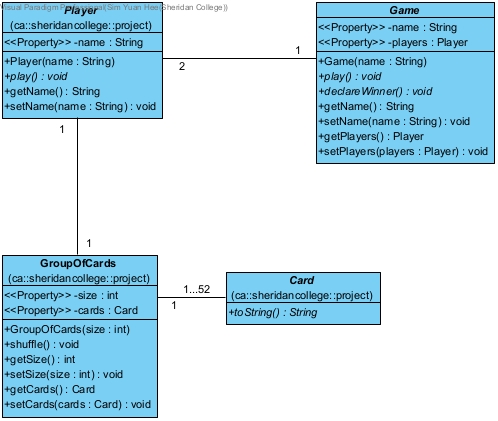 Visual Paradigm Professional(Sim Yuan Hee(Sheridan College))
Player
(ca::sheridancollege::project)
<<Property>> -name : String
+Player(name : String)
+play() : void
+getName() : String
+setName(name : String) : void
2
1
Game
<<Property>> -name : String
<<Property>> -players : Player
+Game(name : String)
+play() : void
+declareWinner() : void
+getName() : String
+setName(name : String) : void
+getPlayers() : Player
+setPlayers(players : Player) : void
1
1
GroupOfCards
(ca::sheridancollege::project)
<<Property>> -size : int
<<Property>> -cards : Card
+GroupOfCards(size : int)
+shuffle() : void
+getSize() : int
+setSize(size : int) : void
+getCards() : Card
+setCards(cards : Card) : void
1...52
1
Card
(ca::sheridancollege::project)
+toString() : String